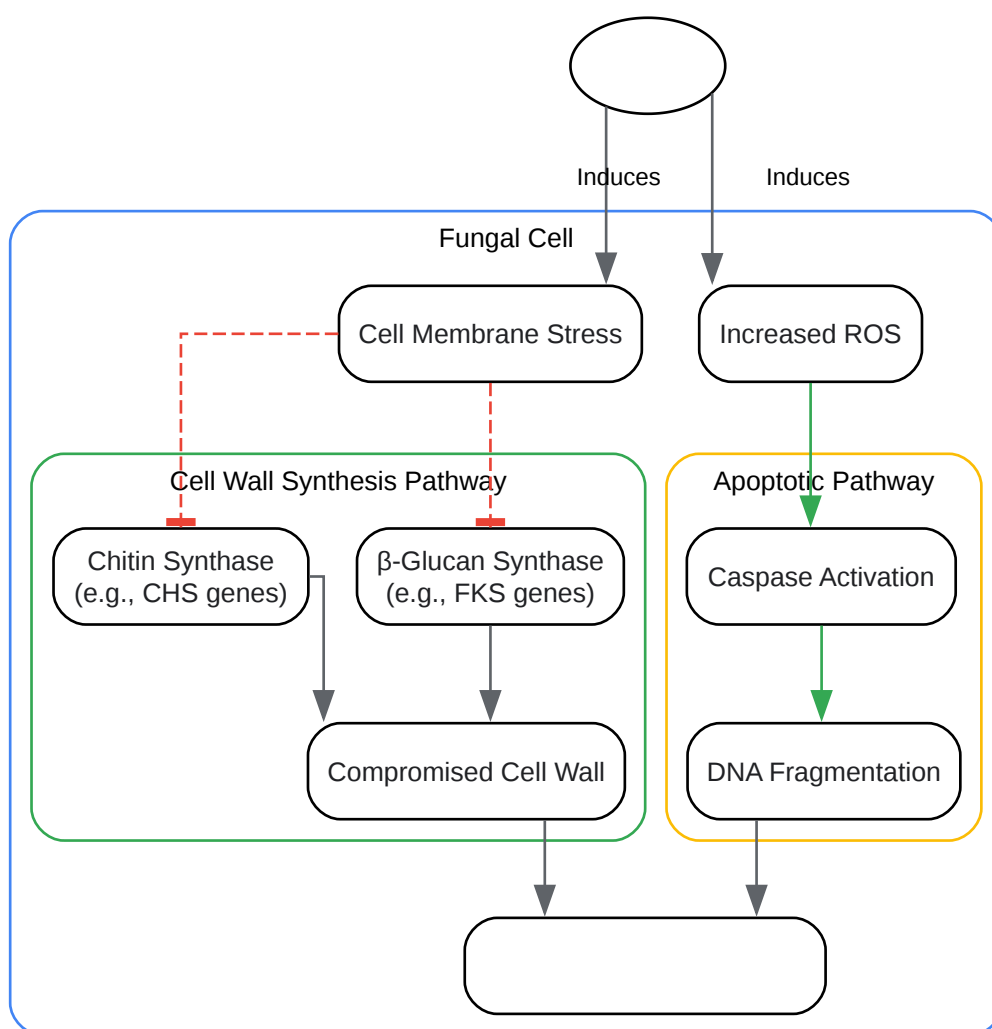 Induces
Induces
Fungal Cell
Cell Membrane Stress
Increased ROS
Cell Wall Synthesis Pathway
Apoptotic Pathway
Chitin Synthase
(e.g., CHS genes)
β-Glucan Synthase
(e.g., FKS genes)
Caspase Activation
Compromised Cell Wall
DNA Fragmentation